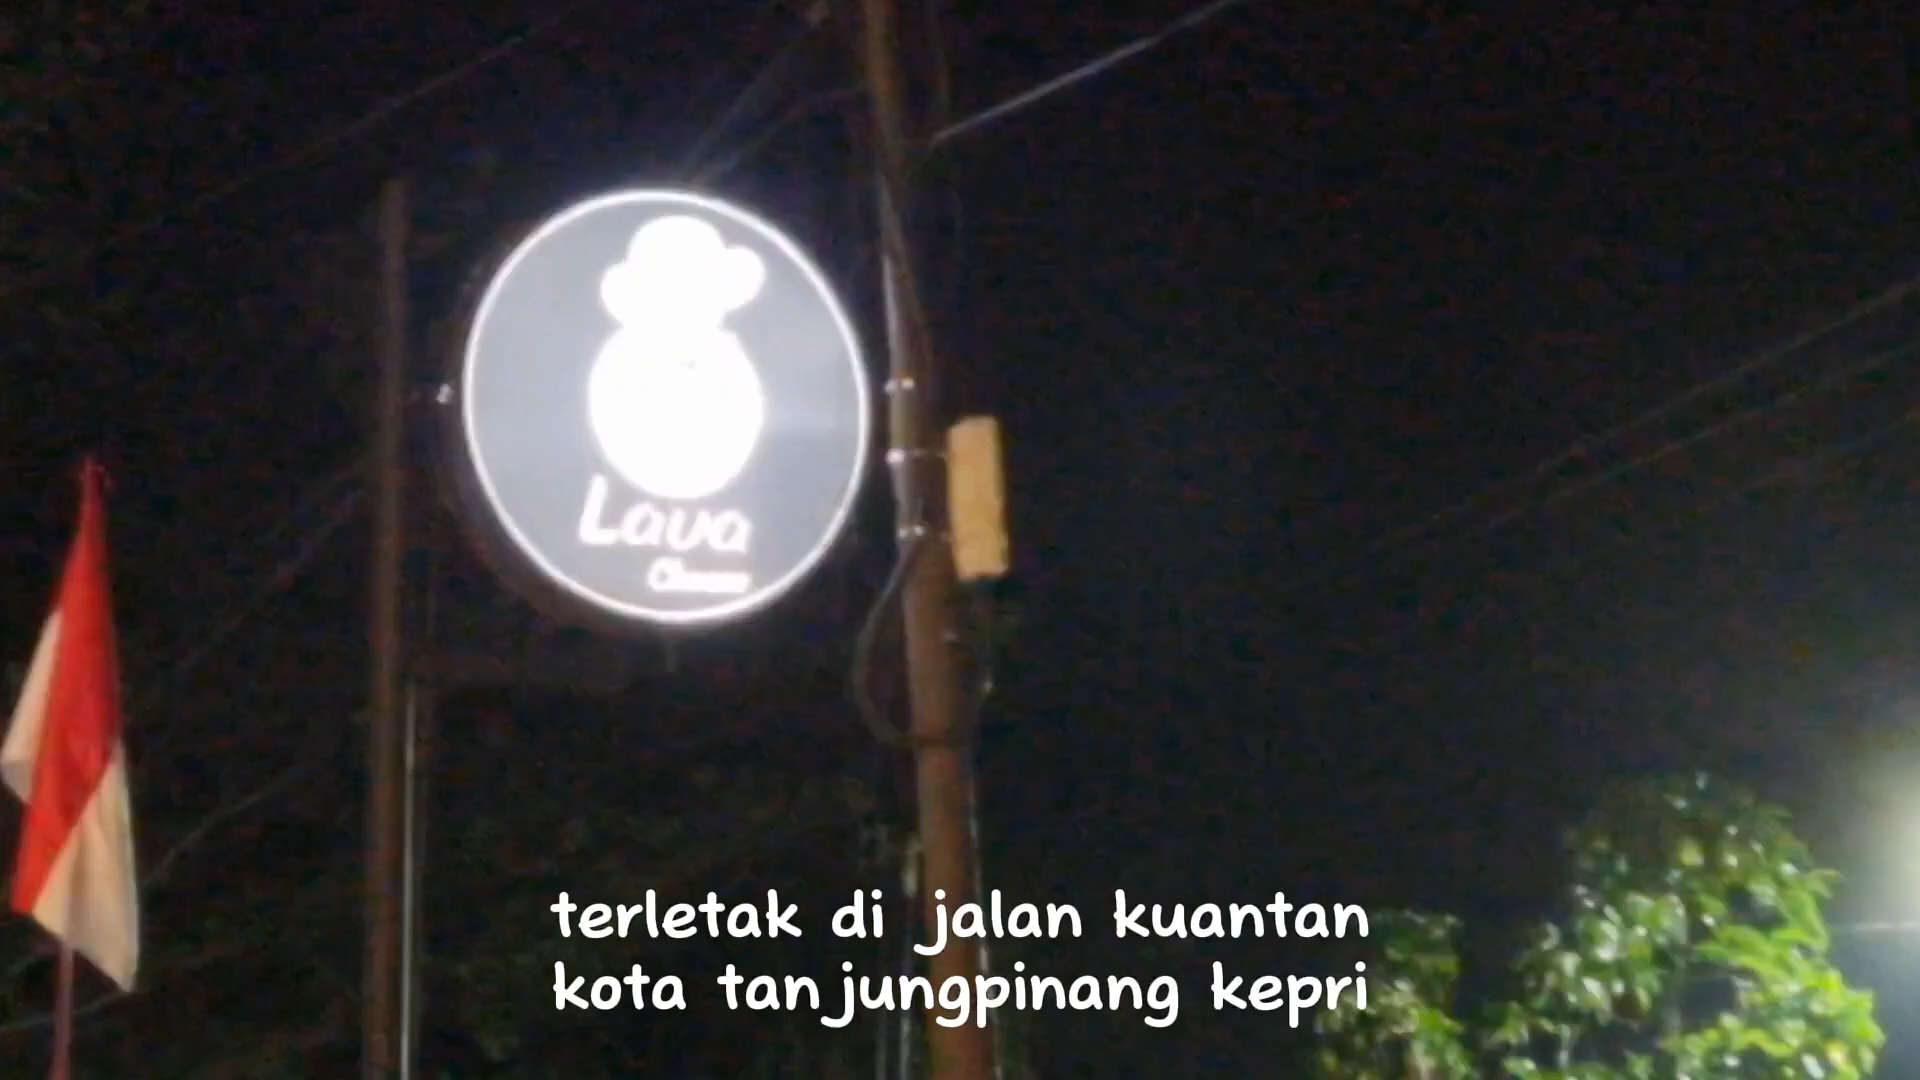 Lava
terletak di jalan kuantan
kota tanjungpinang kepri